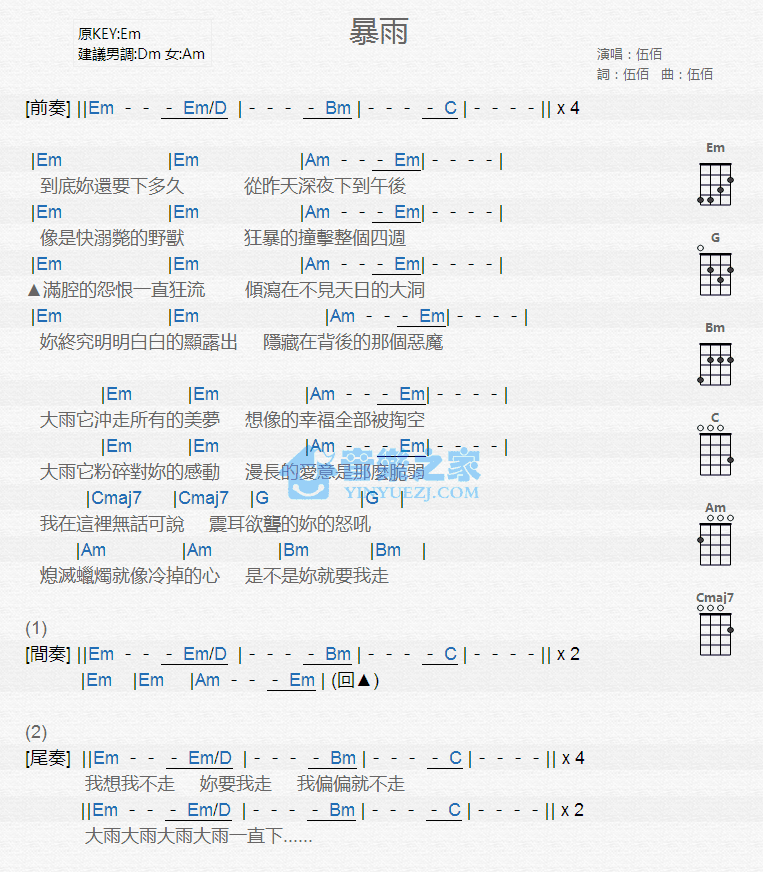 暴雨
原KEY:Em
建議男調:Dm 女:Am
演唱：伍佰
詞：伍佰 曲：伍佰
[前奏] ||Em - - - Em/D |- - - - Bm |- - - - C |- - - - || x 4
|Em |Em |Am - - - Em|- - - - |
到底妳還要下多久 從昨天深夜下到午後
|Em |Em |Am - - - Em|- - - - |
像是快溺斃的野獸 狂暴的撞擊整個四週
|Em |Em |Am - - - Em|- - - - |
▲滿腔的怨恨一直狂流 傾瀉在不見天日的大洞
|Em |Em |Am - - - Em|- - - - |
妳終究明明白白的顯露出 隱藏在背後的那個惡魔
|Em |Em |Am - - - Em|- - - - |
大雨它沖走所有的美夢 想像的幸福全部被掏空
|Em |Em |Am - - - Em|- - - - |
大雨它粉碎對妳的感動 漫長的愛意是那麼脆弱
|Cmaj7 |Cmaj7 |G |G |
我在這裡無話可說 震耳欲聾的妳的怒吼
|Am |Am |Bm |Bm |
熄滅蠟燭就像冷掉的心 是不是妳就要我走
(1)
[間奏] ||Em - - - Em/D |- - - - Bm |- - - - C |- - - - || x 2
|Em |Em |Am - - - Em | (回▲)
(2)
[尾奏] ||Em - - - Em/D |- - - - Bm |- - - - C |- - - - || x 4
我想我不走 妳要我走 我偏偏就不走
||Em - - - Em/D |- - - - Bm |- - - - C |- - - - || x 2
大雨大雨大雨大雨一直下......
Em
G
Bm
C
Am
Cmaj7
音樂之家
YINYUEZJ.COM